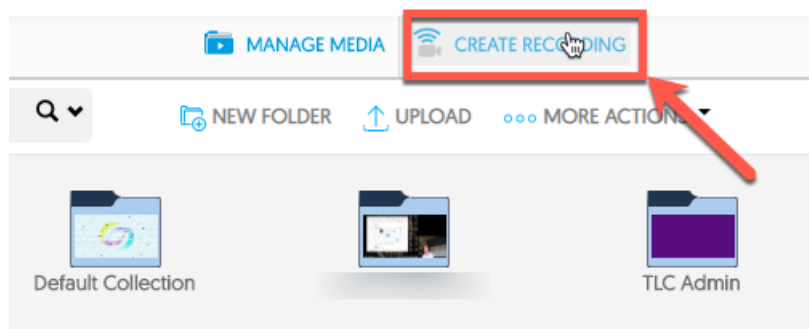 MANAGE MEDIA
CREATE RECORDING
NEW FOLDER
UPLOAD
MORE ACTIONS
Default Collection
TLC Admin